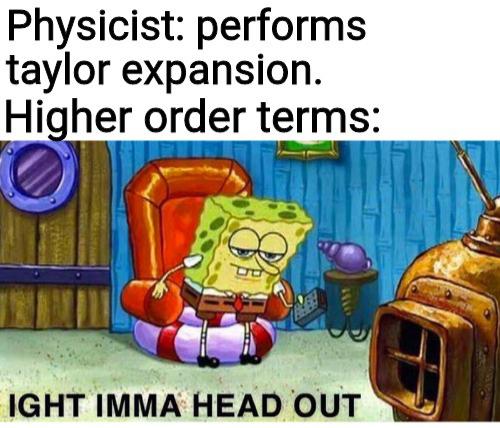 Physicist: performs
taylor expansion.
Higher order terms:
IGHT IMMA HEAD OUT